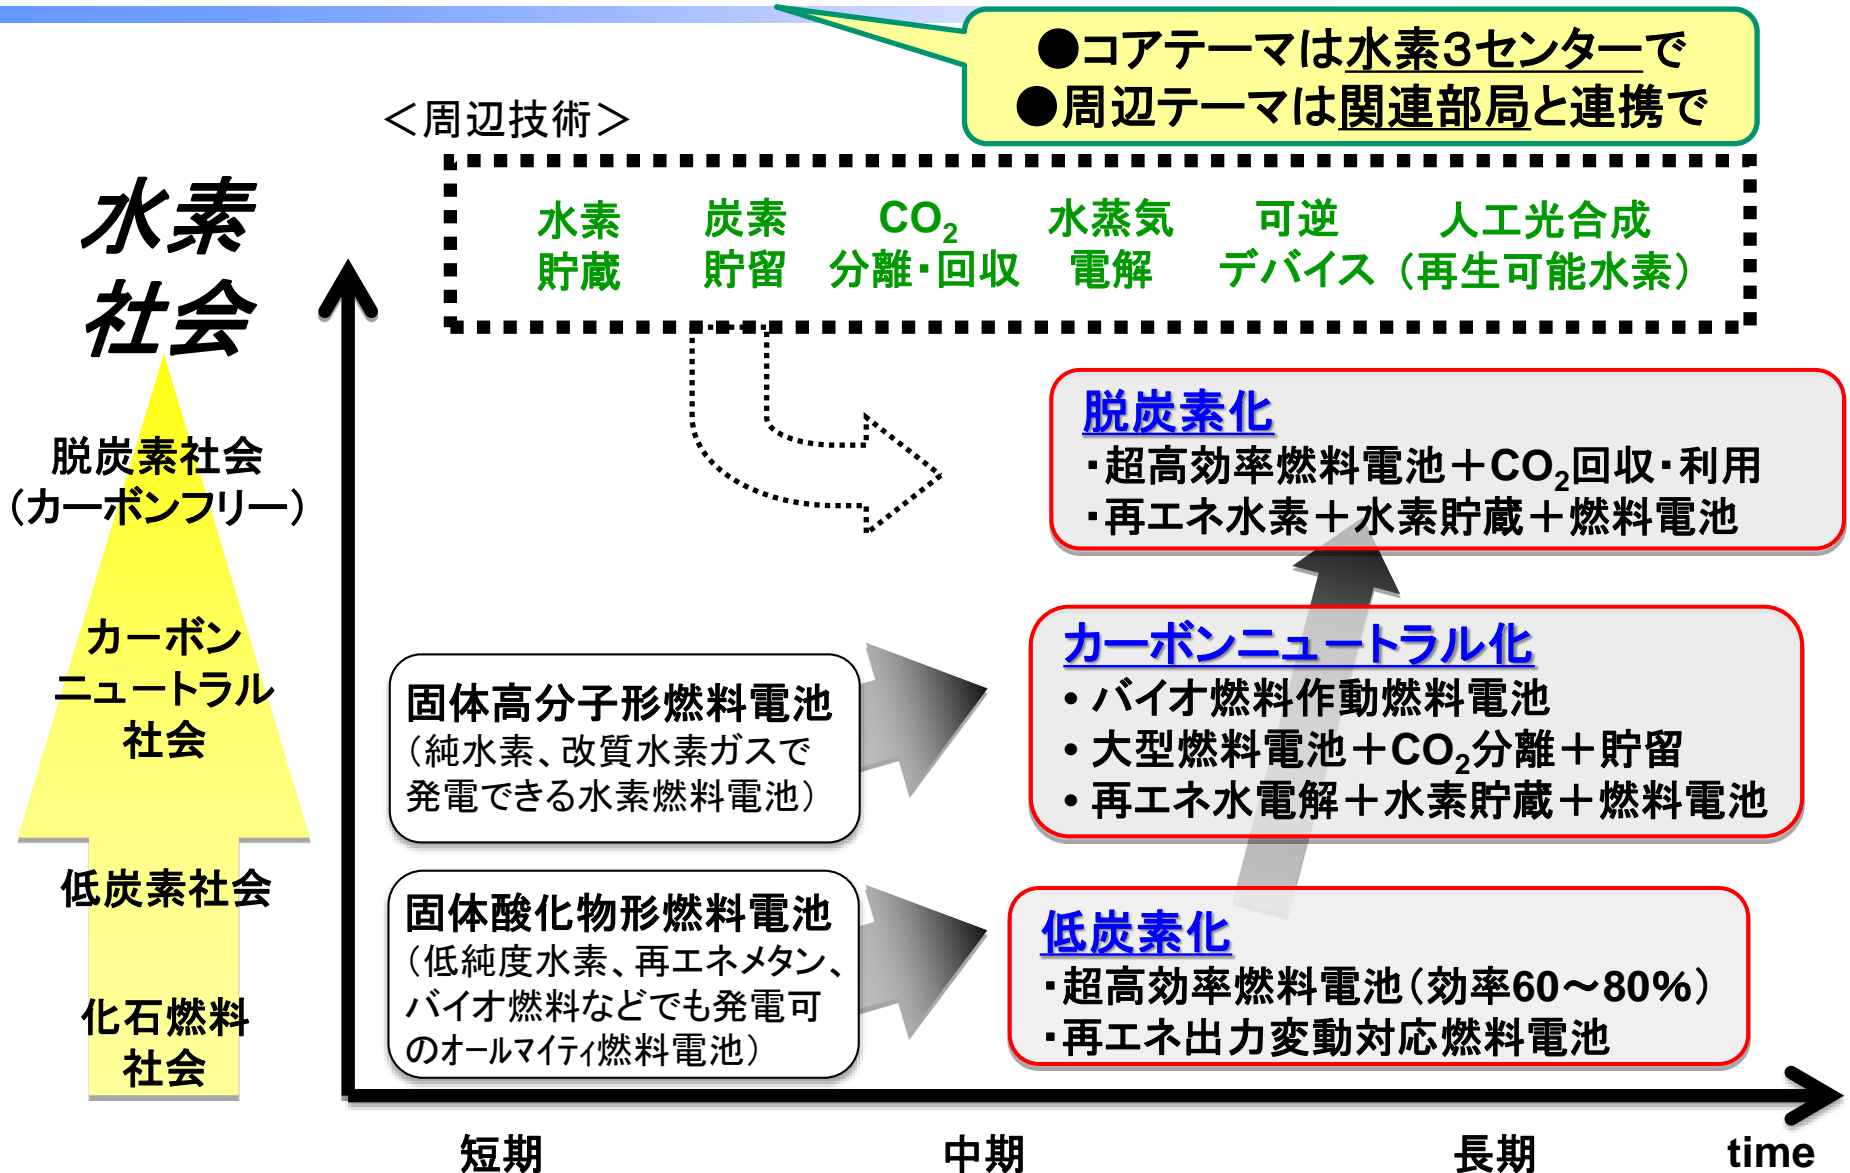 ●コアテーマは水素３センターで
●周辺テーマは関連部局と連携で
＜周辺技術＞
水素
貯蔵
炭素
貯留
CO₂
分離・回収
水蒸気
電解
可逆
デバイス
人工光合成
（再生可能水素）
水素
社会
脱炭素社会
（カーボンフリー）
カーボン
ニュートラル
社会
低炭素社会
化石燃料
社会
脱炭素化
・超高効率燃料電池＋CO₂回収・利用
・再エネ水素＋水素貯蔵＋燃料電池
固体高分子形燃料電池
（純水素、改質水素ガスで
発電できる水素燃料電池）
カーボンニュートラル化
• バイオ燃料作動燃料電池
• 大型燃料電池＋CO₂分離＋貯留
• 再エネ水電解＋水素貯蔵＋燃料電池
固体酸化物形燃料電池
（低純度水素、再エネメタン、
バイオ燃料などでも発電可
のオールマイティ燃料電池）
低炭素化
・超高効率燃料電池（効率60～80%）
・再エネ出力変動対応燃料電池
短期
中期
長期
time